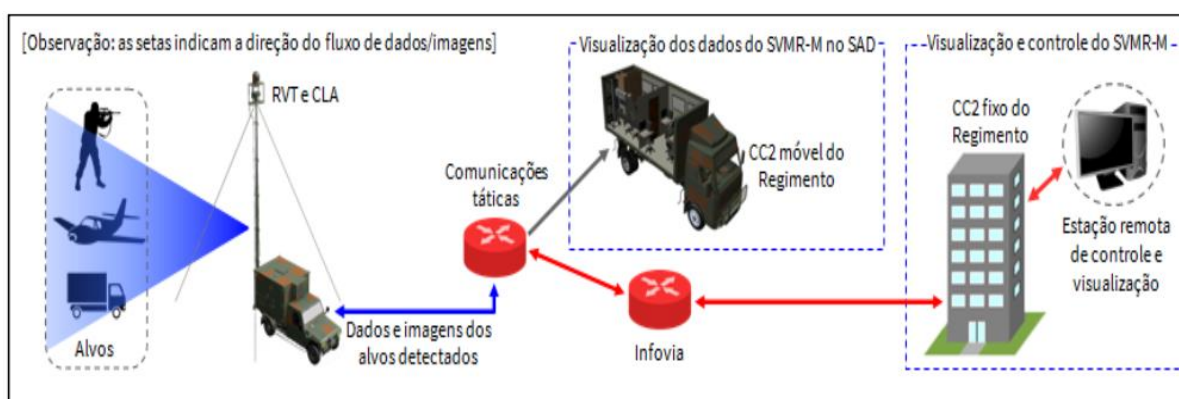 [Observação: as setas indicam a direção do fluxo de dados/imagens]
RVT e CLA
Alvos
Dados e imagens dos
alvos detectados
Comunicações
táticas
Visualização dos dados do SVMR-M no SAD
CC2 móvel do
Regimento
Infovia
Visualização e controle do SVMR-M
CC2 fixo do
Regimento
Estação remota
de controle e
visualização